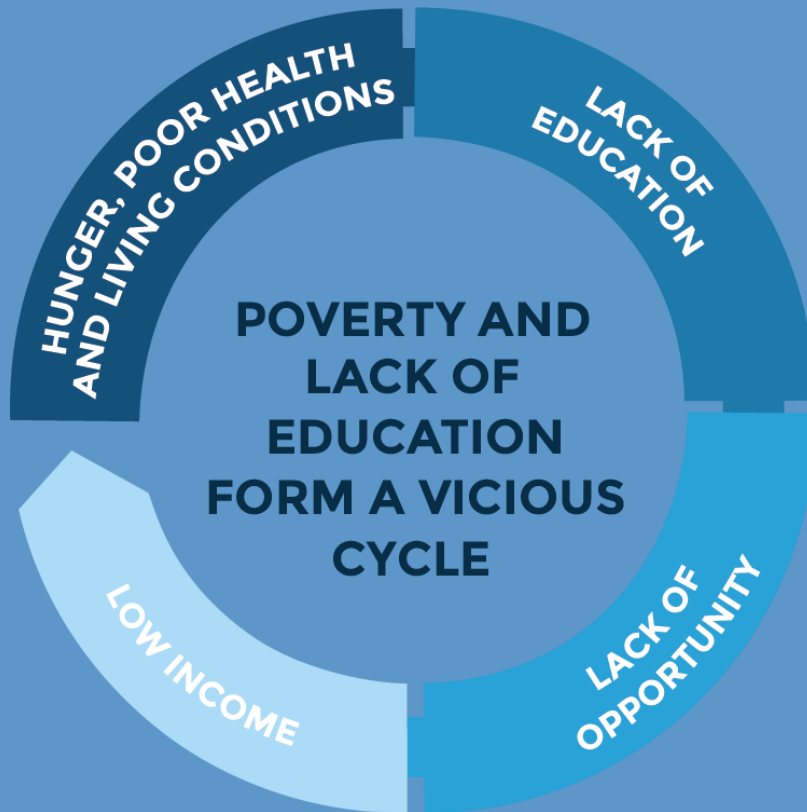 HUNGER, POOR HEALTH
AND LIVING CONDITIONS
LACK OF
EDUCATION
POVERTY AND
LACK OF
EDUCATION
FORM A VICIOUS
CYCLE
LACK OF
OPPORTUNITY
LOW INCOME